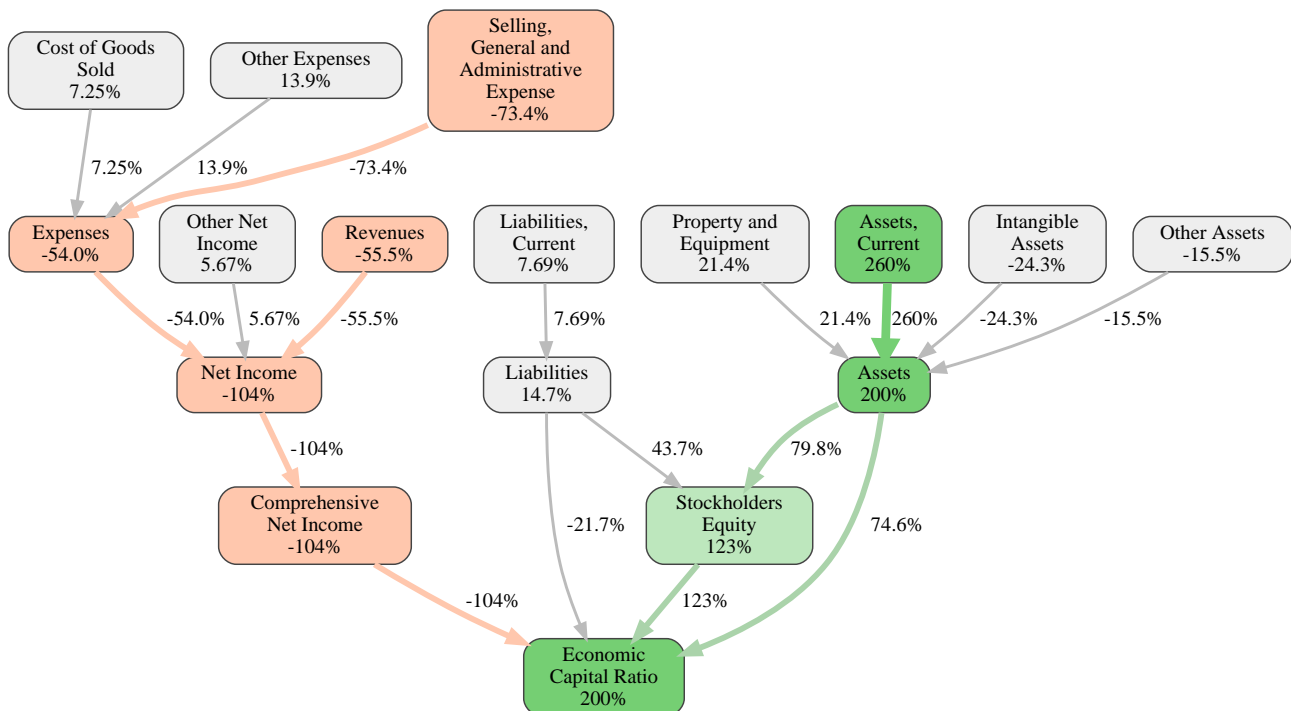 Cost of Goods
Sold
7.25%
Other Expenses
13.9%
Selling,
General and
Administrative
Expense
-73.4%
7.25%
13.9%
-73.4%
Expenses
-54.0%
Other Net
Income
5.67%
Revenues
-55.5%
Liabilities,
Current
7.69%
Property and
Equipment
21.4%
Assets,
Current
260%
Intangible
Assets
-24.3%
Other Assets
-15.5%
-54.0%
5.67%
-55.5%
7.69%
21.4%
260%
-24.3%
-15.5%
Net Income
-104%
Liabilities
14.7%
Assets
200%
-104%
43.7%
79.8%
Comprehensive
Net Income
-104%
-21.7%
Stockholders
Equity
123%
74.6%
-104%
123%
Economic
Capital Ratio
200%